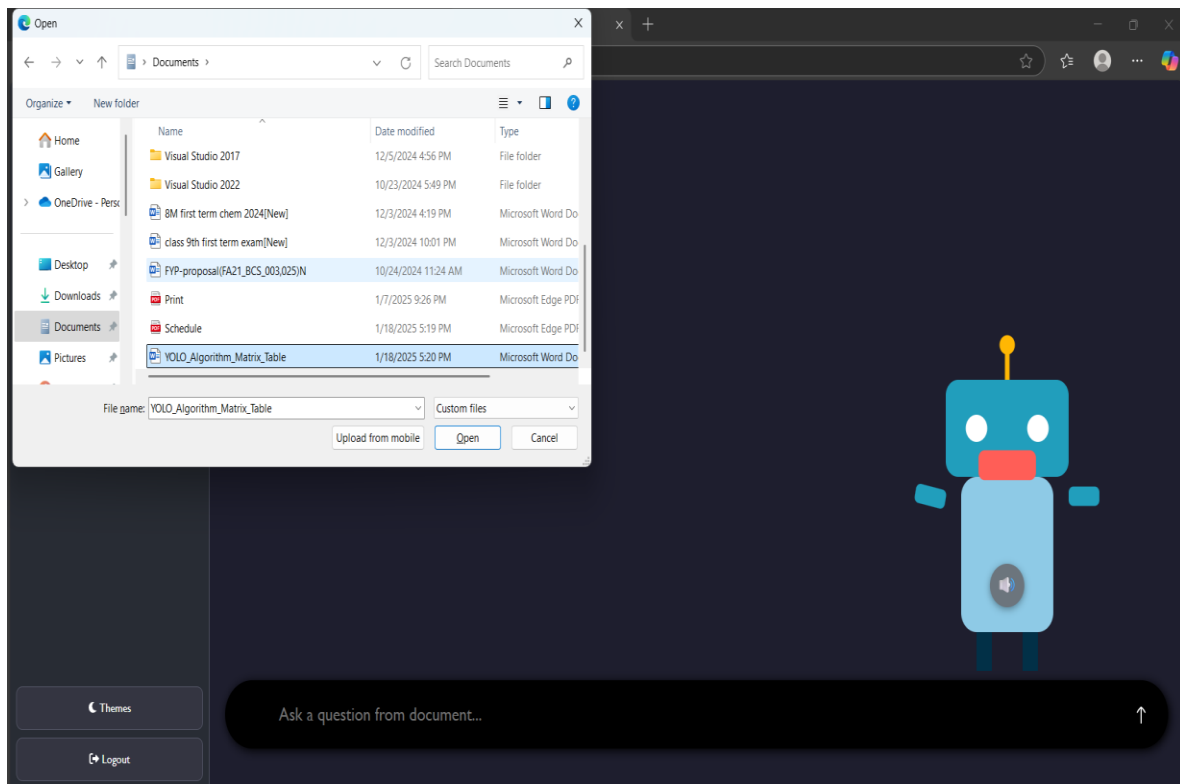 Open
Documents
Search Documents
Organize
New folder
Name
Date modified
Type
Home
Gallery
OneDrive - Persc
Desktop
Downloads
Documents
Pictures
Visual Studio 2017 12/5/2024 4:56 PM File folder
Visual Studio 2022 10/23/2024 5:49 PM File folder
8M first term chem 2024[New] 12/3/2024 4:19 PM Microsoft Word Do
class 9th first term exam[New] 12/3/2024 10:01 PM Microsoft Word Do
FYP-proposal(FA21_BCS_003,025)N 10/24/2024 11:24 AM Microsoft Word Do
Print 1/7/2025 9:26 PM Microsoft Edge PDF
Schedule 1/18/2025 5:19 PM Microsoft Edge PDF
YOLO_Algorithm_Matrix_Table 1/18/2025 5:20 PM Microsoft Word Do
File name: YOLO_Algorithm_Matrix_Table Custom files
Upload from mobile Open Cancel
Themes
Logout
Ask a question from document...